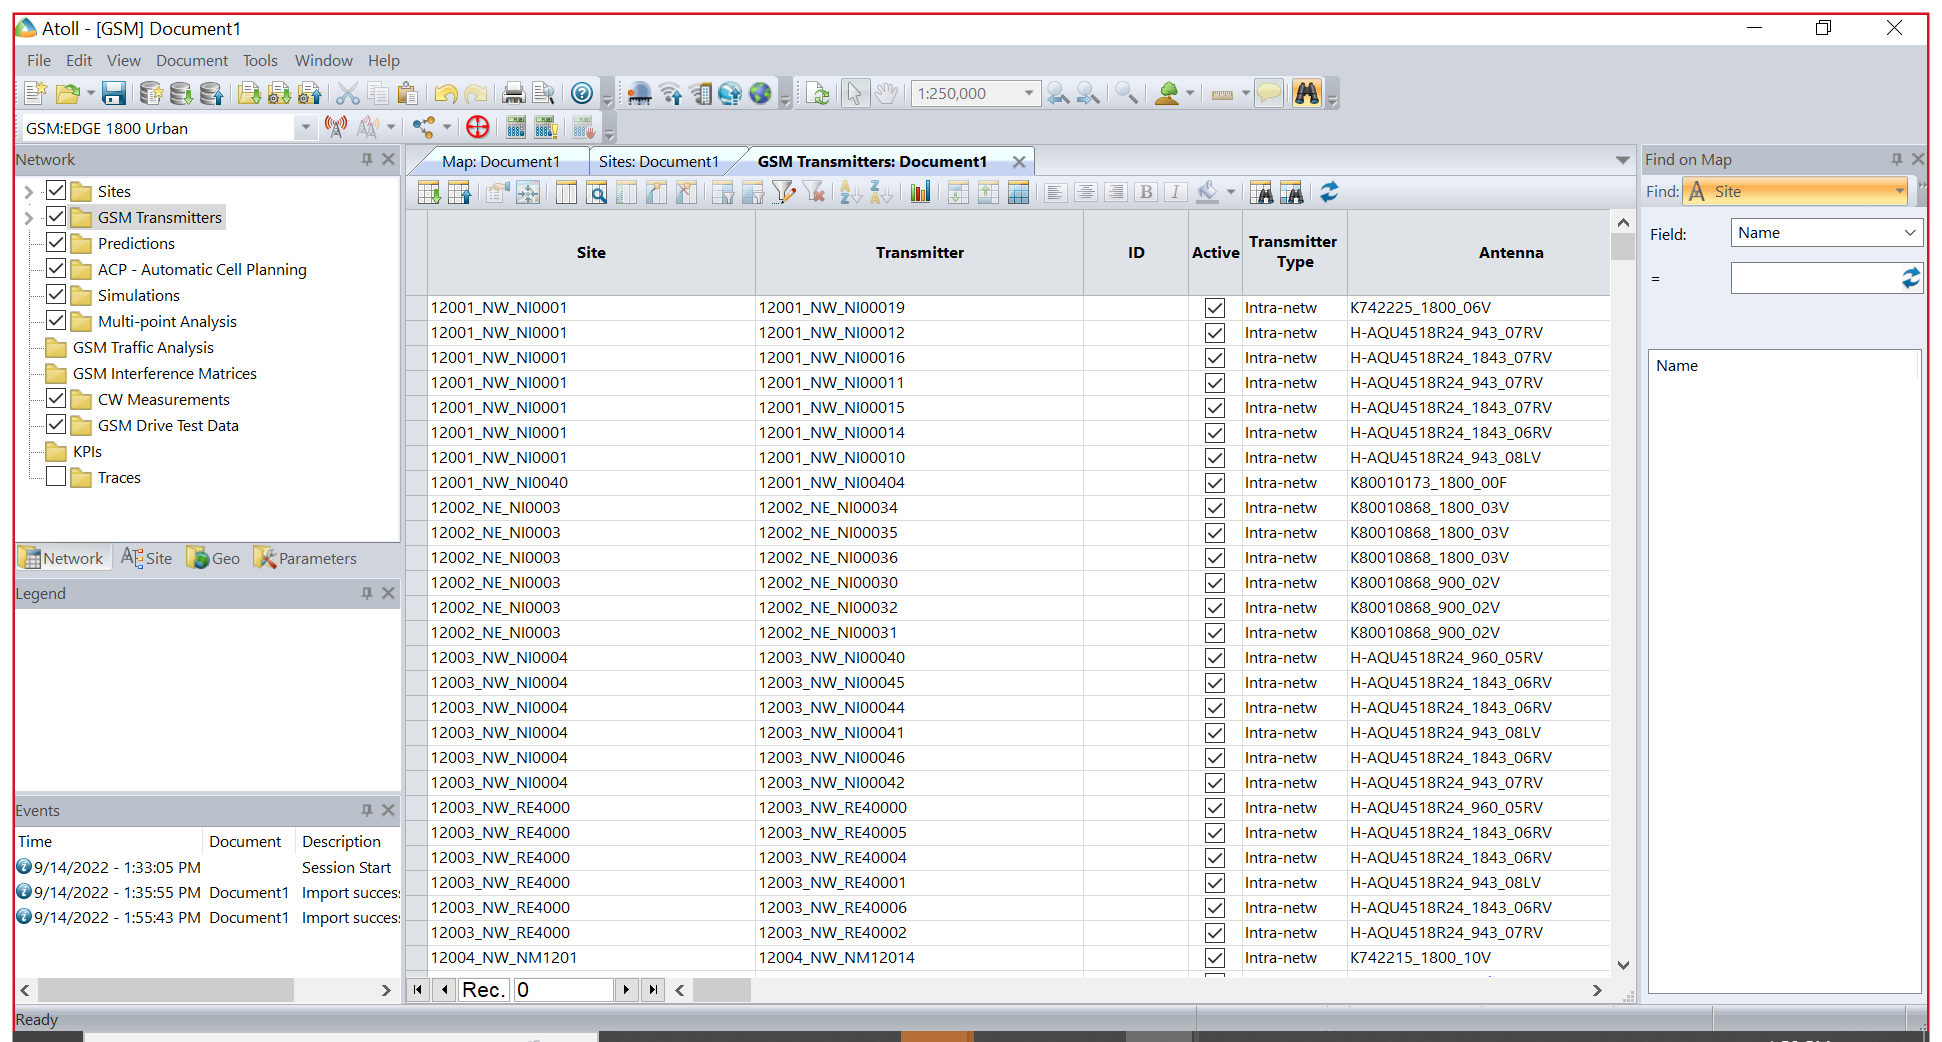 Atoll - [GSM] Document1
File Edit View Document Tools Window Help
1:250,000
GSM:EDGE 1800 Urban
Network
Sites
GSM Transmitters
Predictions
ACP - Automatic Cell Planning
Simulations
Multi-point Analysis
GSM Traffic Analysis
GSM Interference Matrices
CW Measurements
GSM Drive Test Data
KPIs
Traces
Network Site Geo Parameters
Legend
Events
Time Document Description
9/14/2022 - 1:33:05 PM Session Start
9/14/2022 - 1:35:55 PM Document1 Import succes
9/14/2022 - 1:55:43 PM Document1 Import succes
Map: Document1 Sites: Document1 GSM Transmitters: Document1
Site Transmitter ID Active Transmitter Type Antenna
12001_NW_NI0001 12001_NW_NI00019 Intra-netw K742225_1800_06V
12001_NW_NI0001 12001_NW_NI00012 Intra-netw H-AQU4518R24_943_07RV
12001_NW_NI0001 12001_NW_NI00016 Intra-netw H-AQU4518R24_1843_07RV
12001_NW_NI0001 12001_NW_NI00011 Intra-netw H-AQU4518R24_943_07RV
12001_NW_NI0001 12001_NW_NI00015 Intra-netw H-AQU4518R24_1843_07RV
12001_NW_NI0001 12001_NW_NI00014 Intra-netw H-AQU4518R24_1843_06RV
12001_NW_NI0001 12001_NW_NI00010 Intra-netw H-AQU4518R24_943_08LV
12001_NW_NI0040 12001_NW_NI00404 Intra-netw K80010173_1800_00F
12002_NE_NI0003 12002_NE_NI00034 Intra-netw K80010868_1800_03V
12002_NE_NI0003 12002_NE_NI00035 Intra-netw K80010868_1800_03V
12002_NE_NI0003 12002_NE_NI00036 Intra-netw K80010868_1800_03V
12002_NE_NI0003 12002_NE_NI00030 Intra-netw K80010868_900_02V
12002_NE_NI0003 12002_NE_NI00032 Intra-netw K80010868_900_02V
12002_NE_NI0003 12002_NE_NI00031 Intra-netw K80010868_900_02V
12003_NW_NI0004 12003_NW_NI00040 Intra-netw H-AQU4518R24_960_05RV
12003_NW_NI0004 12003_NW_NI00045 Intra-netw H-AQU4518R24_1843_06RV
12003_NW_NI0004 12003_NW_NI00044 Intra-netw H-AQU4518R24_1843_06RV
12003_NW_NI0004 12003_NW_NI00041 Intra-netw H-AQU4518R24_943_08LV
12003_NW_NI0004 12003_NW_NI00046 Intra-netw H-AQU4518R24_1843_06RV
12003_NW_NI0004 12003_NW_NI00042 Intra-netw H-AQU4518R24_943_07RV
12003_NW_RE4000 12003_NW_RE40000 Intra-netw H-AQU4518R24_960_05RV
12003_NW_RE4000 12003_NW_RE40005 Intra-netw H-AQU4518R24_1843_06RV
12003_NW_RE4000 12003_NW_RE40004 Intra-netw H-AQU4518R24_1843_06RV
12003_NW_RE4000 12003_NW_RE40001 Intra-netw H-AQU4518R24_943_08LV
12003_NW_RE4000 12003_NW_RE40006 Intra-netw H-AQU4518R24_1843_06RV
12003_NW_RE4000 12003_NW_RE40002 Intra-netw H-AQU4518R24_943_07RV
12004_NW_NM1201 12004_NW_NM12014 Intra-netw K742215_1800_10V
Rec. 0
Find on Map
Find: Site
Field: Name
=
Name
Ready